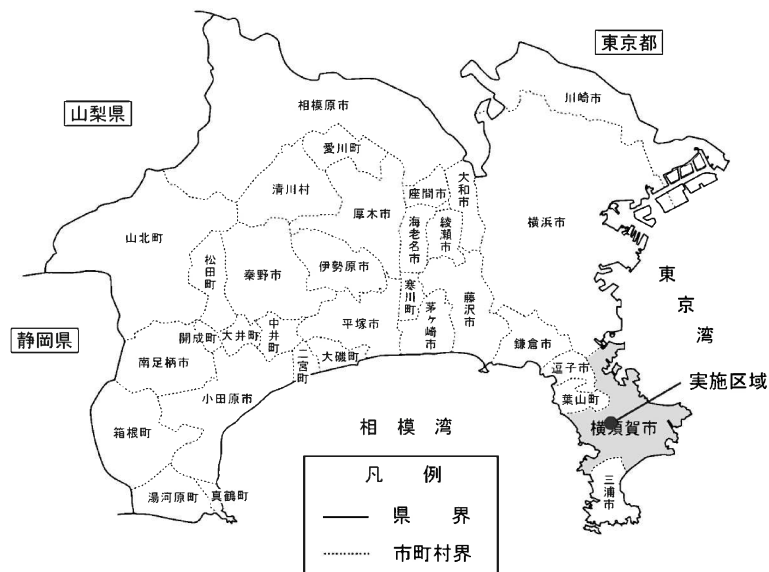 東京都
川崎市
山梨県
相模原市
愛川町
清川村
座間市
大和市
厚木市
海老名市
綾瀬市
横浜市
山北町
松田町
秦野市
伊勢原市
寒川町
茅ヶ崎市
藤沢市
東京湾
静岡県
開成町
大井町
中井町
平塚市
鎌倉市
南足柄市
二宮町
大磯町
逗子市
実施区域
小田原市
葉山町
箱根町
相模湾
横須賀市
凡例
三浦市
湯河原町
真鶴町
県界
市町村界